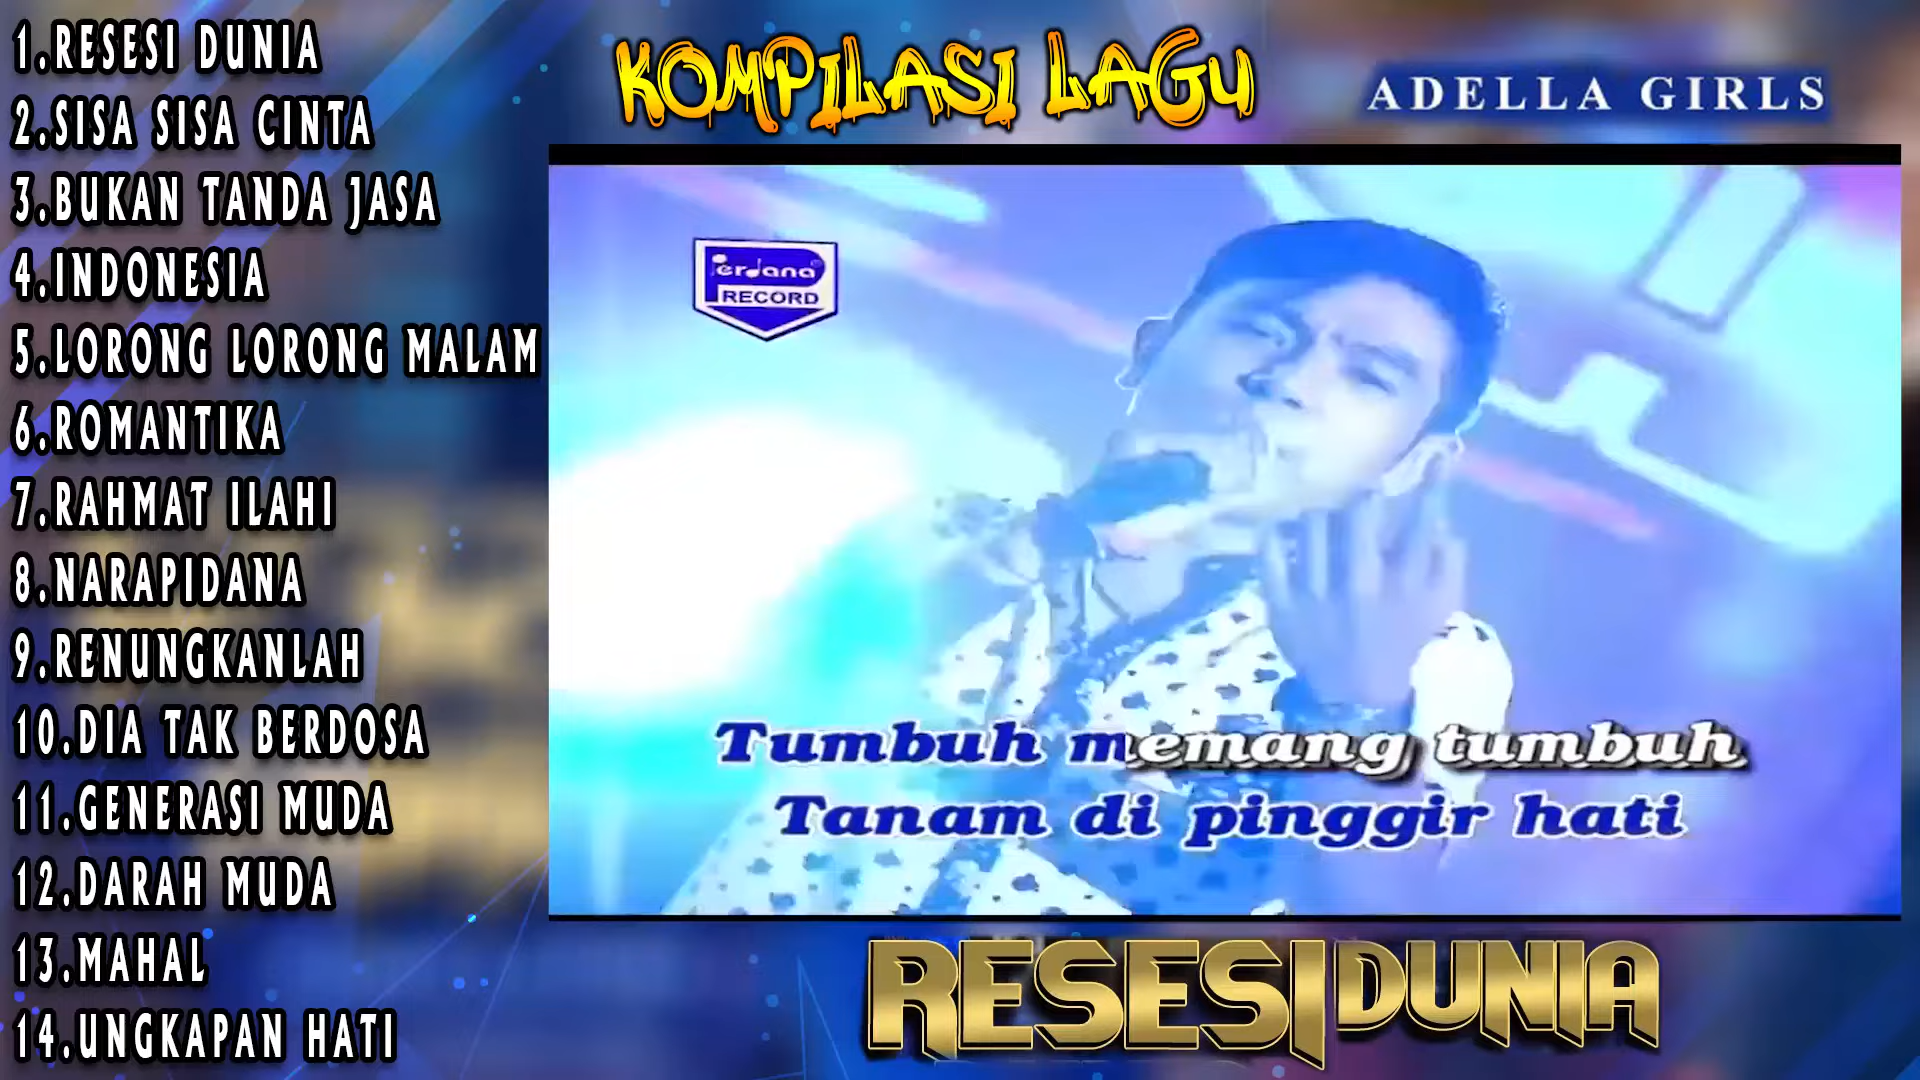 1.RESESI DUNIA
2.SISA SISA CINTA
3.BUKAN TANDA JASA
4.INDONESIA
5.LORONG LORONG MALAM
6.ROMANTIKA
7.RAHMAT ILAHI
8.NARAPIDANA
9.RENUNGKANLAH
10.DIA TAK BERDOSA
11.GENERASI MUDA
12.DARAH MUDA
13.MAHAL
14.UNGKAPAN HATI
KOMPILASI LAGU
ADELLA GIRLS
Perdana®
RECORD
Tumbuh memang tumbuh
Tanam di pinggir hati
RESESI DUNIA